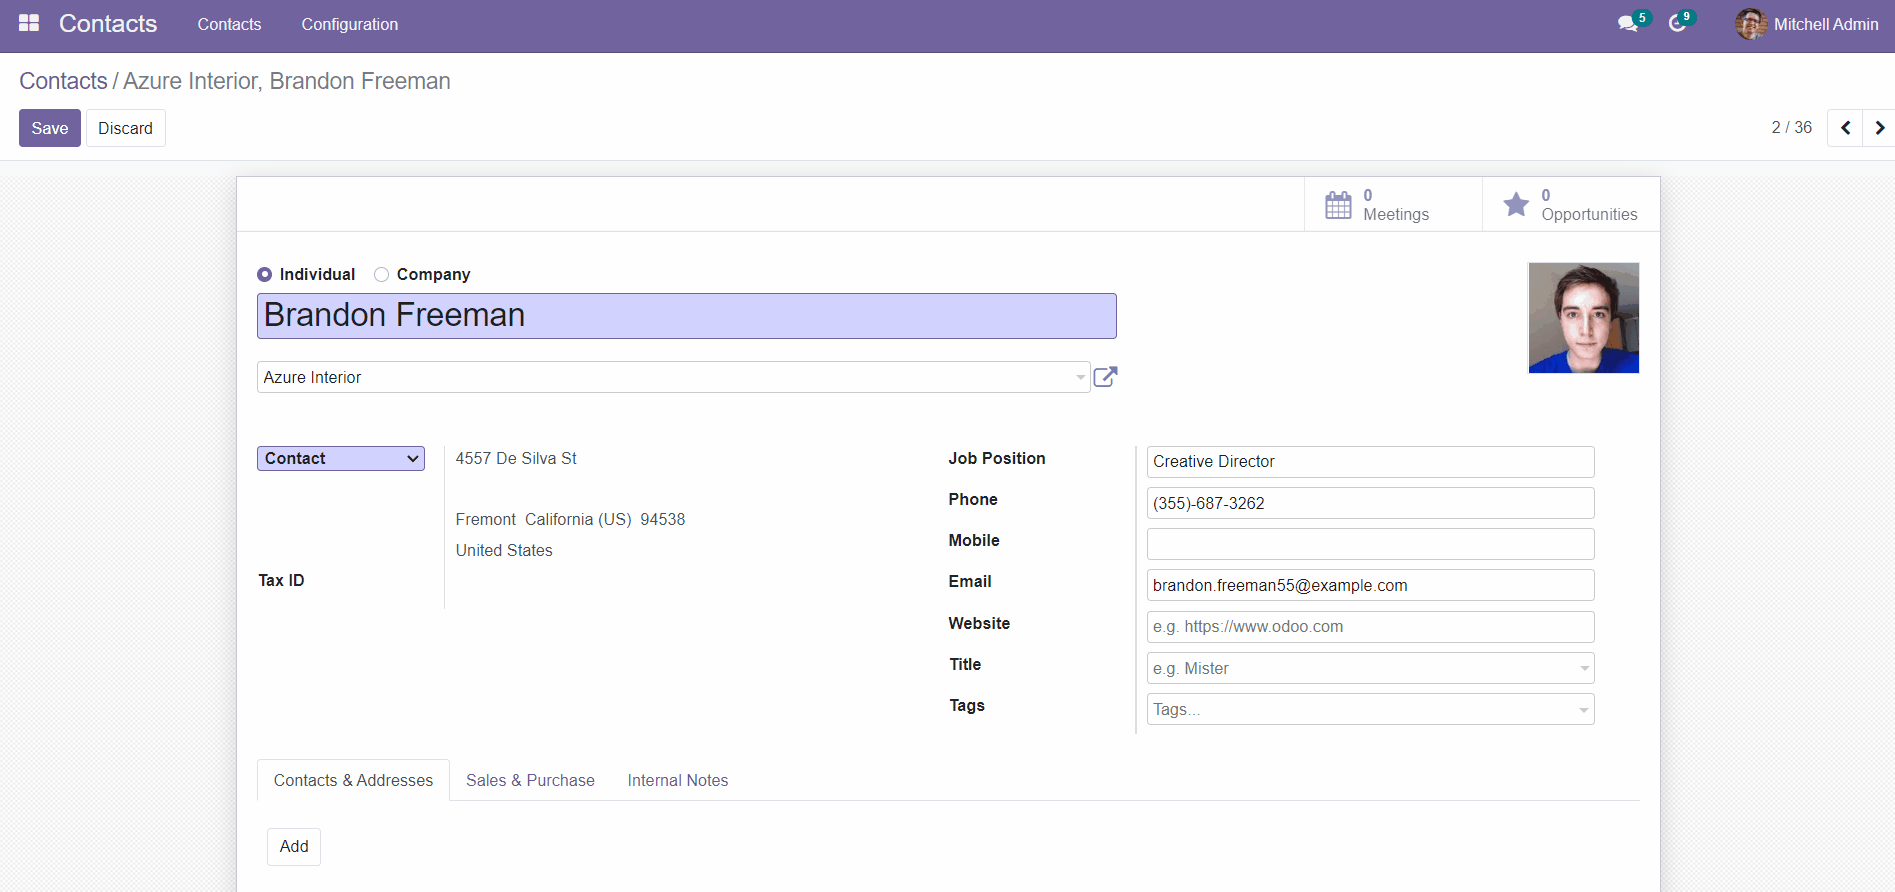 Contacts Contacts Configuration 5 9 Mitchell Admin
Contacts / Azure Interior, Brandon Freeman
Save Discard 2 / 36
0 Meetings
0 Opportunities
Individual Company
Brandon Freeman
Azure Interior
Contact 4557 De Silva St
Fremont California (US) 94538
United States
Tax ID
Job Position Creative Director
Phone (355)-687-3262
Mobile
Email brandon.freeman55@example.com
Website e.g. https://www.odoo.com
Title e.g. Mister
Tags Tags...
Contacts & Addresses Sales & Purchase Internal Notes
Add